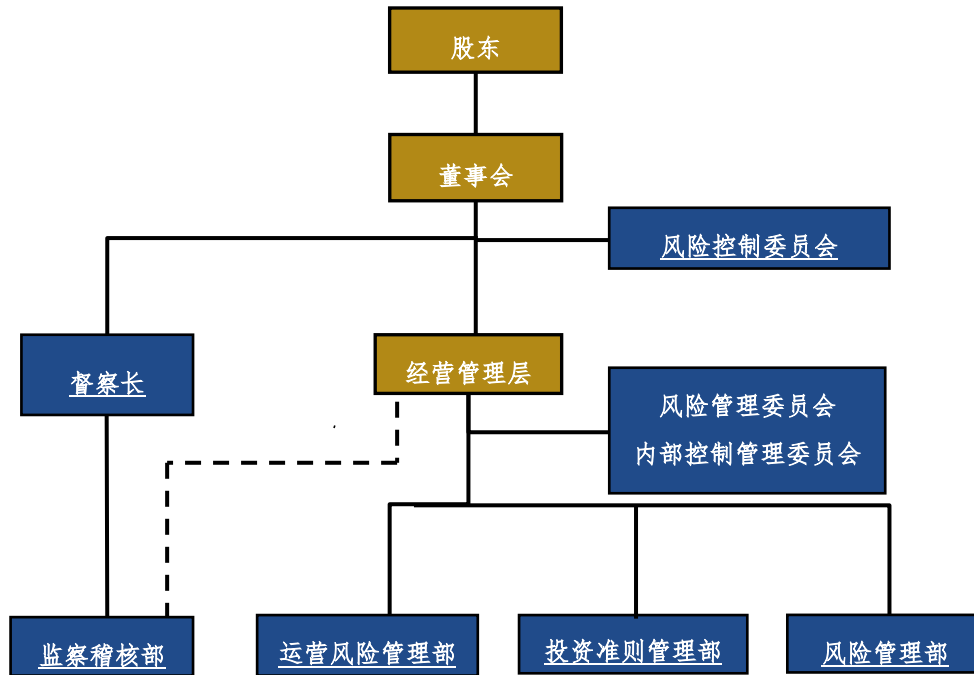 股东
董事会
风险控制委员会
督察长
经营管理层
风险管理委员会
内部控制管理委员会
监察稽核部
运营风险管理部
投资准则管理部
风险管理部